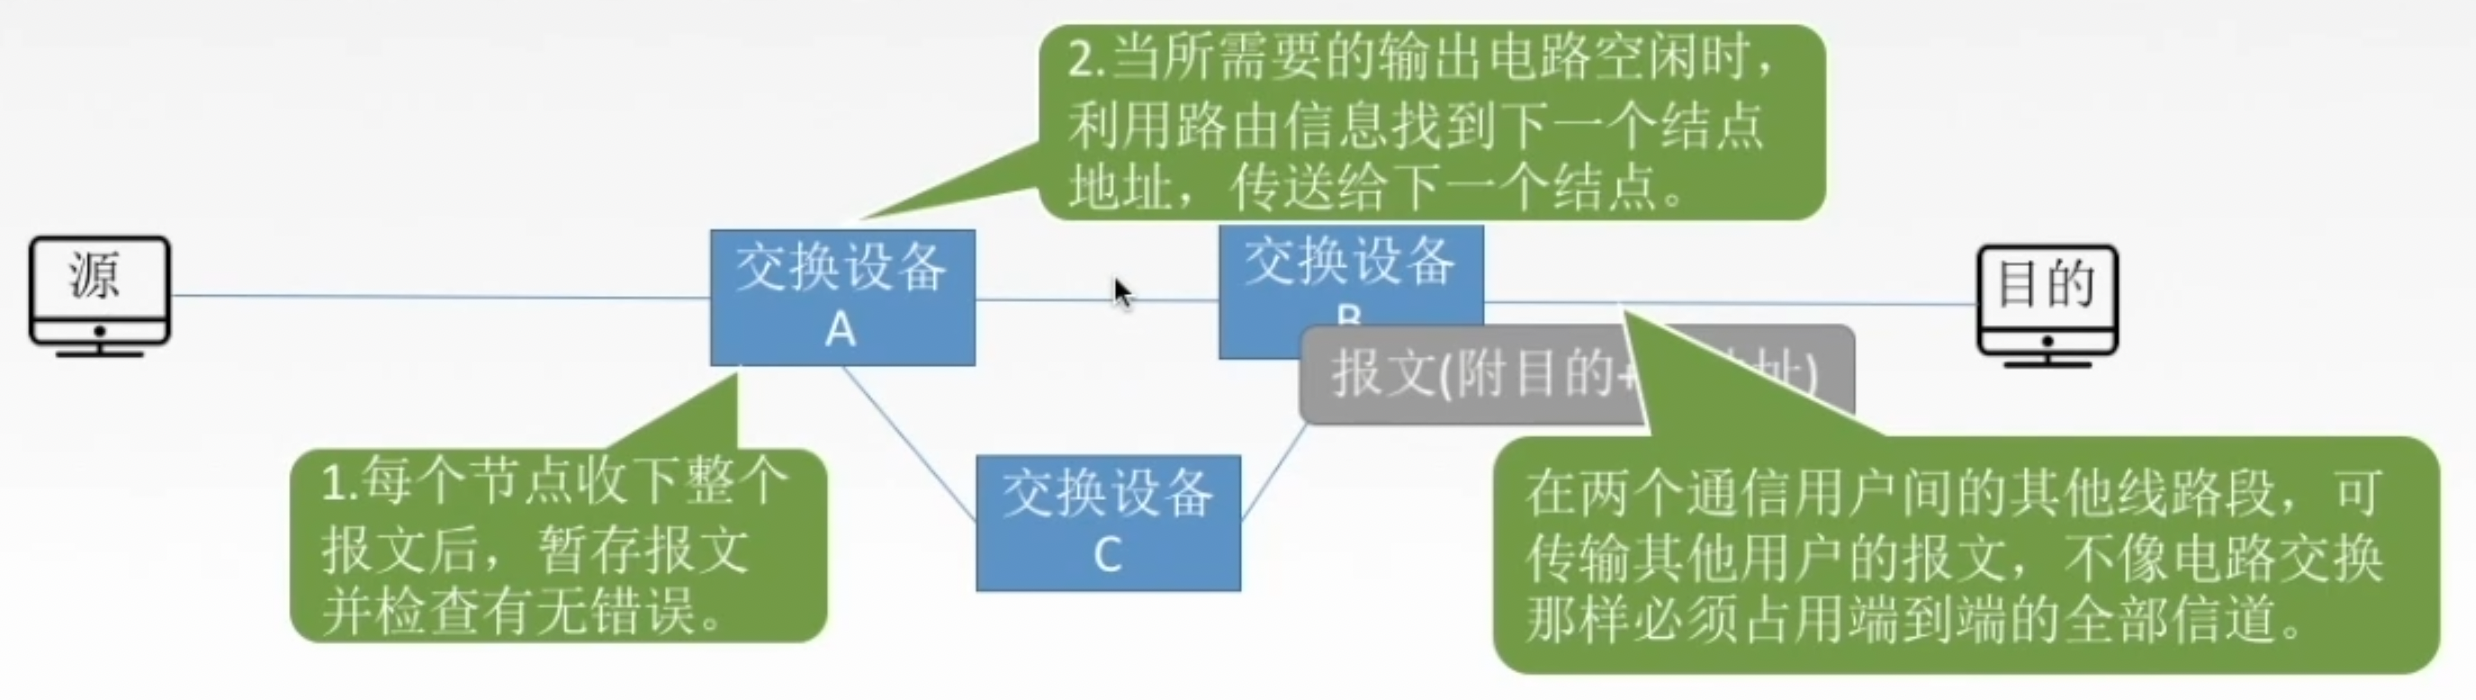 2.当所需要的输出电路空闲时，
利用路由信息找到下一个结点
地址，传送给下一个结点。
源
交换设备
A
交换设备
B
目的
报文(附目的+址)
1.每个节点收下整个
报文后，暂存报文
并检查有无错误。
交换设备
C
在两个通信用户间的其他线路段，可
传输其他用户的报文，不像电路交换
那样必须占用端到端的全部信道。